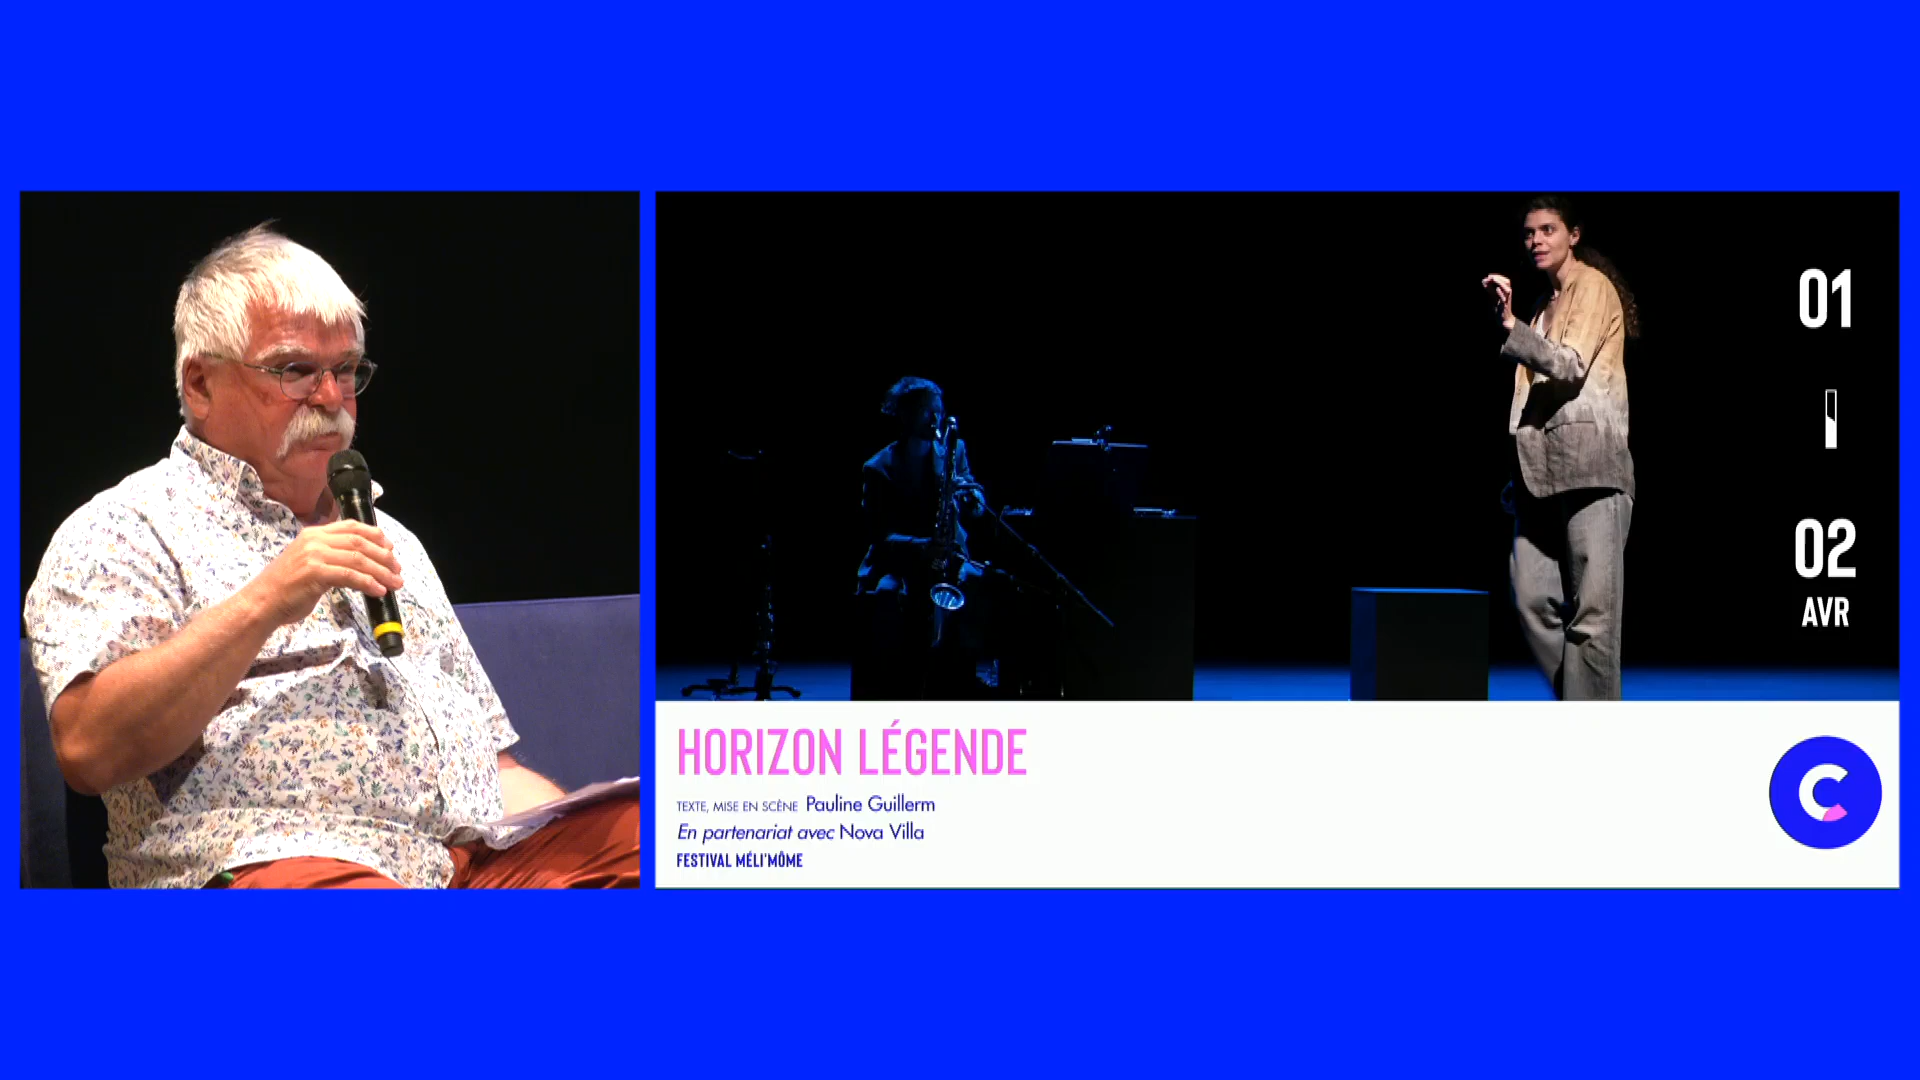 01
02
AVR
HORIZON LÉGENDE
TEXTE, MISE EN SCÈNE Pauline Guillerm
En partenariat avec Nova Villa
FESTIVAL MÉLI'MÔME
C